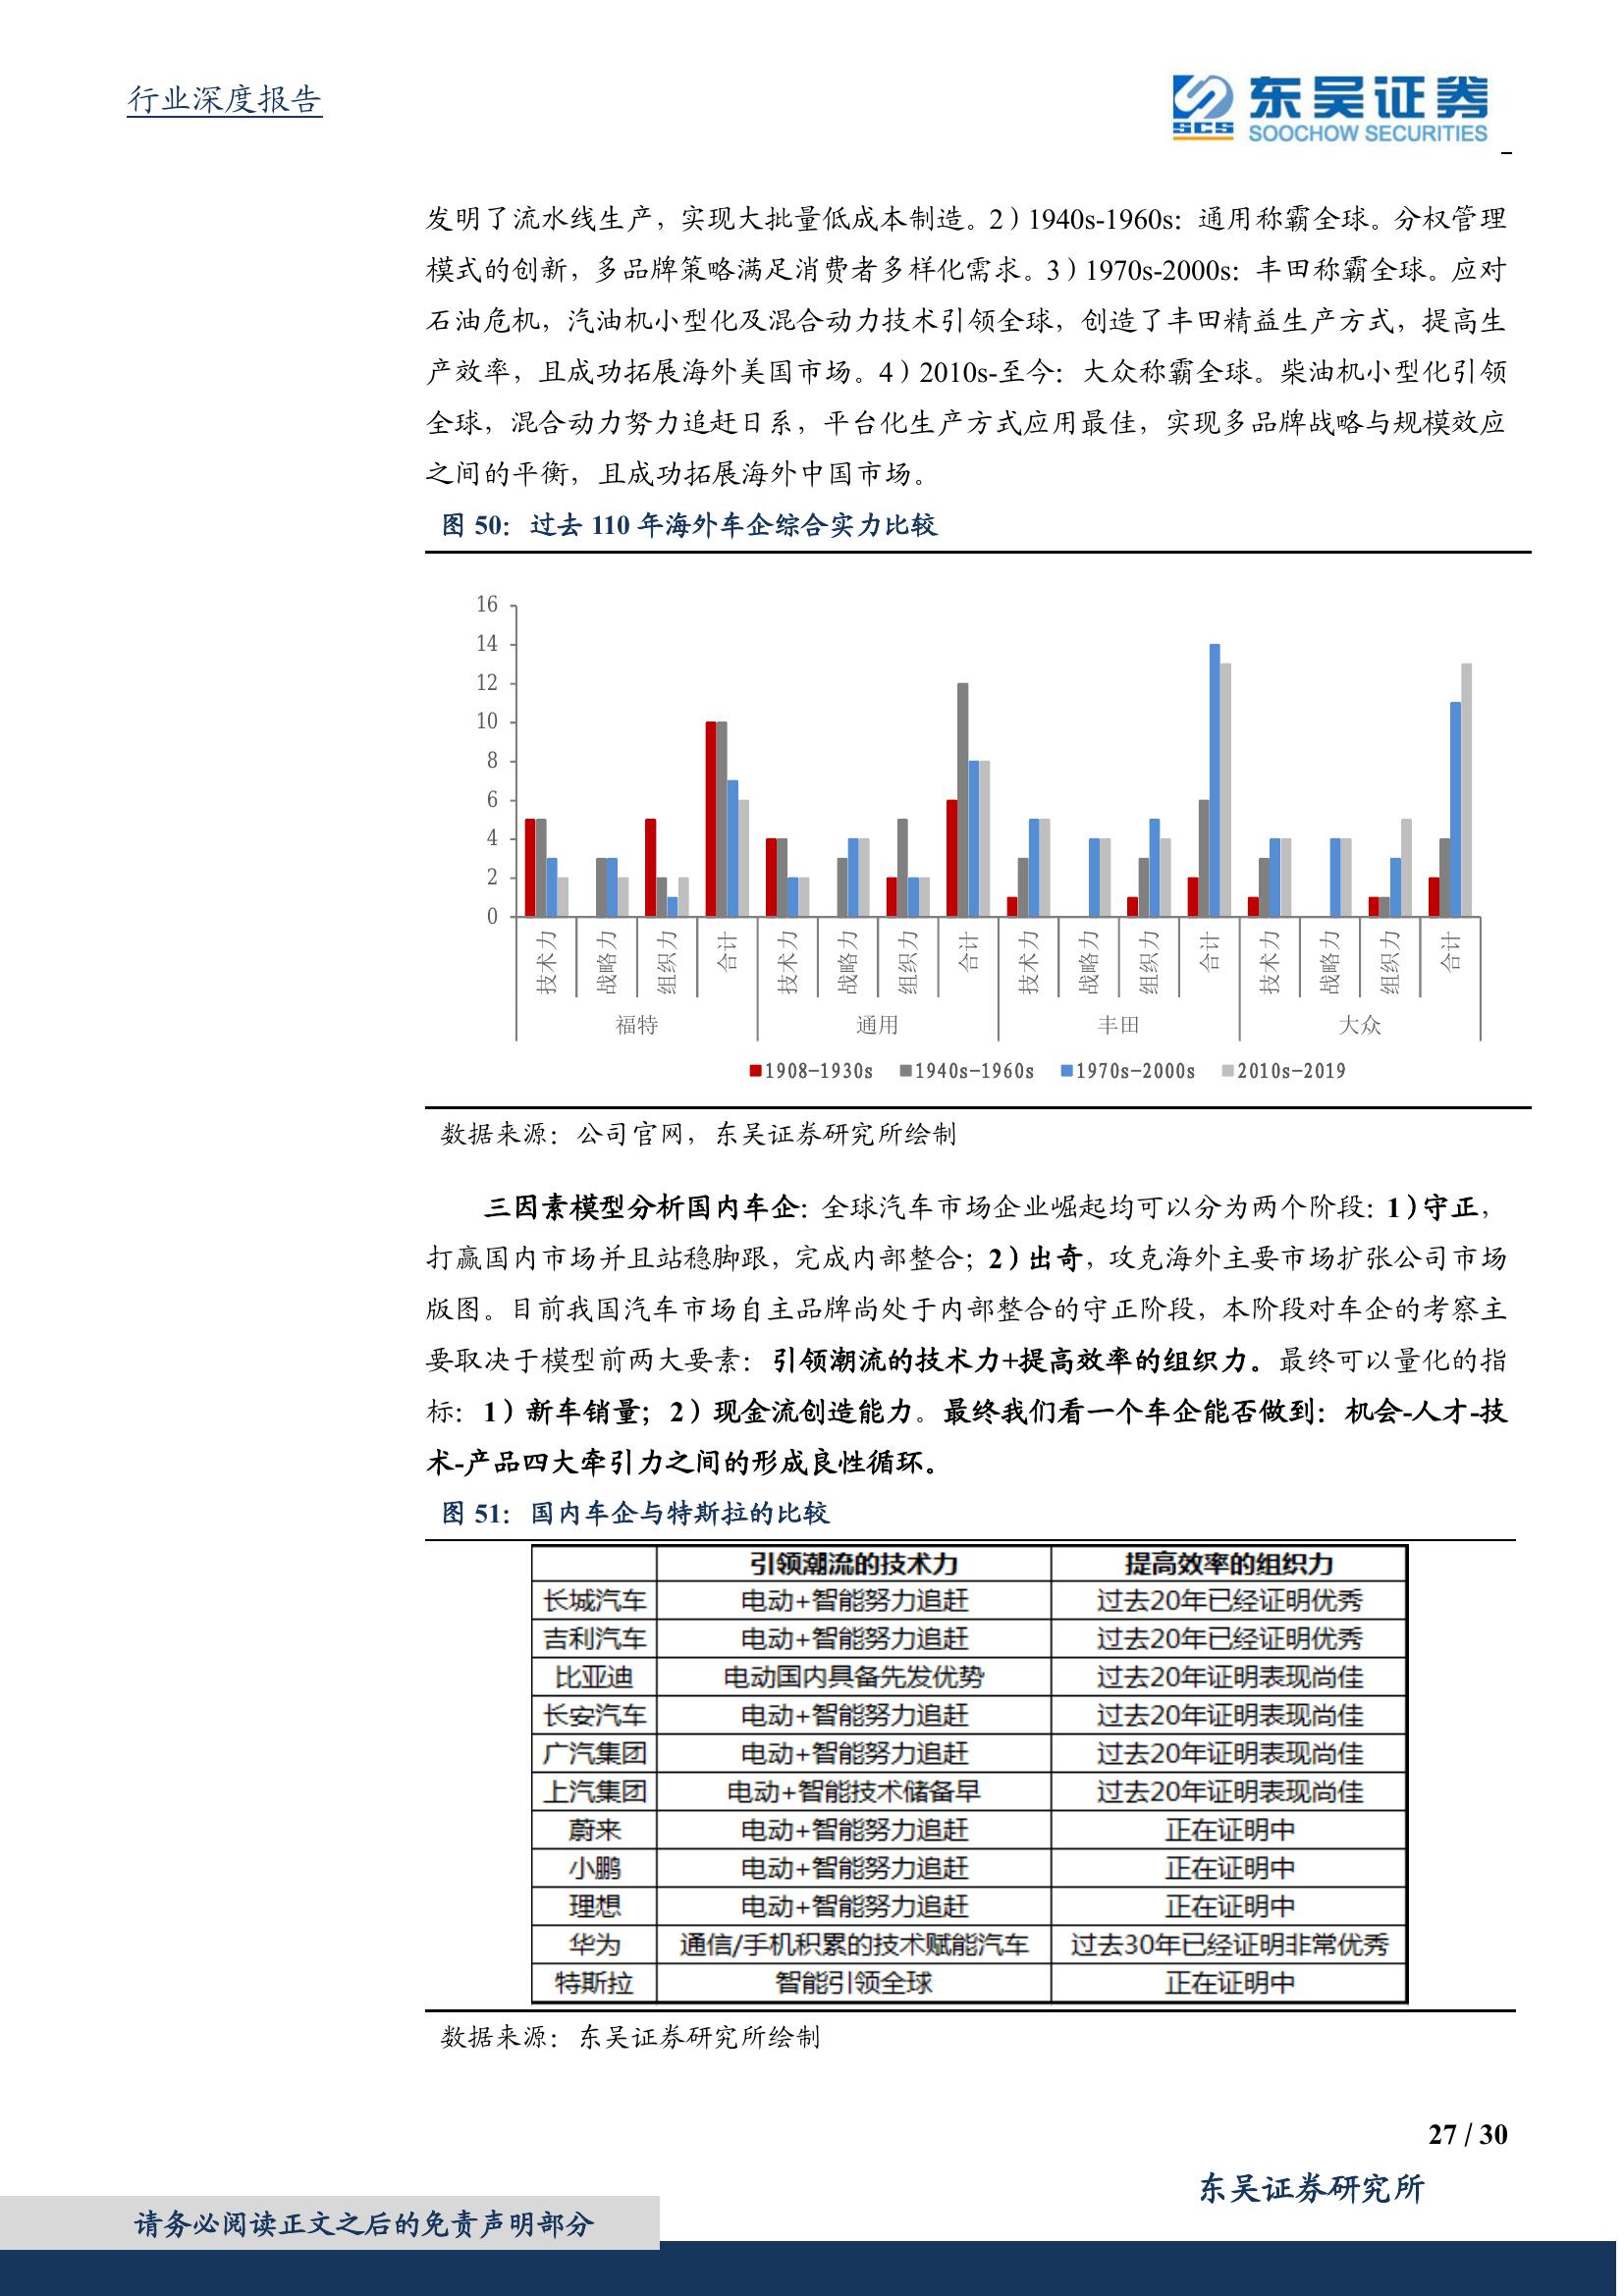 行业深度报告
东吴证券
SCS
SOOCHOW SECURITIES
发明了流水线生产，实现大批量低成本制造。2）1940s-1960s：通用称霸全球。分权管理
模式的创新，多品牌策略满足消费者多样化需求。3）1970s-2000s：丰田称霸全球。应对
石油危机，汽油机小型化及混合动力技术引领全球，创造了丰田精益生产方式，提高生
产效率，且成功拓展海外美国市场。4）2010s-至今：大众称霸全球。柴油机小型化引领
全球，混合动力努力追赶日系，平台化生产方式应用最佳，实现多品牌战略与规模效应
之间的平衡，且成功拓展海外中国市场。
图 50：过去 110 年海外车企综合实力比较
16
14
12
10
8
6
4
2
0
技术力 战略力 组织力 合计 技术力 战略力 组织力 合计 技术力 战略力 组织力 合计 技术力 战略力 组织力 合计
福特 通用 丰田 大众
1908-1930s 1940s-1960s 1970s-2000s 2010s-2019
数据来源：公司官网，东吴证券研究所绘制
三因素模型分析国内车企：全球汽车市场企业崛起均可以分为两个阶段：1）守正，
打赢国内市场并且站稳脚跟，完成内部整合；2）出奇，攻克海外主要市场扩张公司市场
版图。目前我国汽车市场自主品牌尚处于内部整合的守正阶段，本阶段对车企的考察主
要取决于模型前两大要素：引领潮流的技术力+提高效率的组织力。最终可以量化的指
标：1）新车销量；2）现金流创造能力。最终我们看一个车企能否做到：机会-人才-技
术-产品四大牵引力之间的形成良性循环。
图 51：国内车企与特斯拉的比较
引领潮流的技术力 提高效率的组织力
长城汽车 电动+智能努力追赶 过去20年已经证明优秀
吉利汽车 电动+智能努力追赶 过去20年已经证明优秀
比亚迪 电动国内具备先发优势 过去20年证明表现尚佳
长安汽车 电动+智能努力追赶 过去20年证明表现尚佳
广汽集团 电动+智能努力追赶 过去20年证明表现尚佳
上汽集团 电动+智能技术储备早 过去20年证明表现尚佳
蔚来 电动+智能努力追赶 正在证明中
小鹏 电动+智能努力追赶 正在证明中
理想 电动+智能努力追赶 正在证明中
华为 通信/手机积累的技术赋能汽车 过去30年已经证明非常优秀
特斯拉 智能引领全球 正在证明中
数据来源：东吴证券研究所绘制
27 / 30
东吴证券研究所
请务必阅读正文之后的免责声明部分